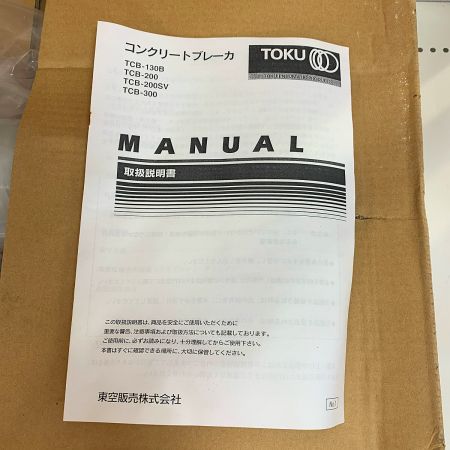 コンクリートブレーカ
TCB-130B
TCB-200
TCB-200SV
TCB-300
TOKU
MANUAL
取扱説明書
この取扱説明書は、商品を安全にご使用いただくために
重要な警告、注意事項および取扱方法についても記載しております。
ご使用前に、必ずお読みになり、十分理解してからご使用下さい。
本書はすぐに確認できる場所に、大切に保管してください。
東空販売株式会社